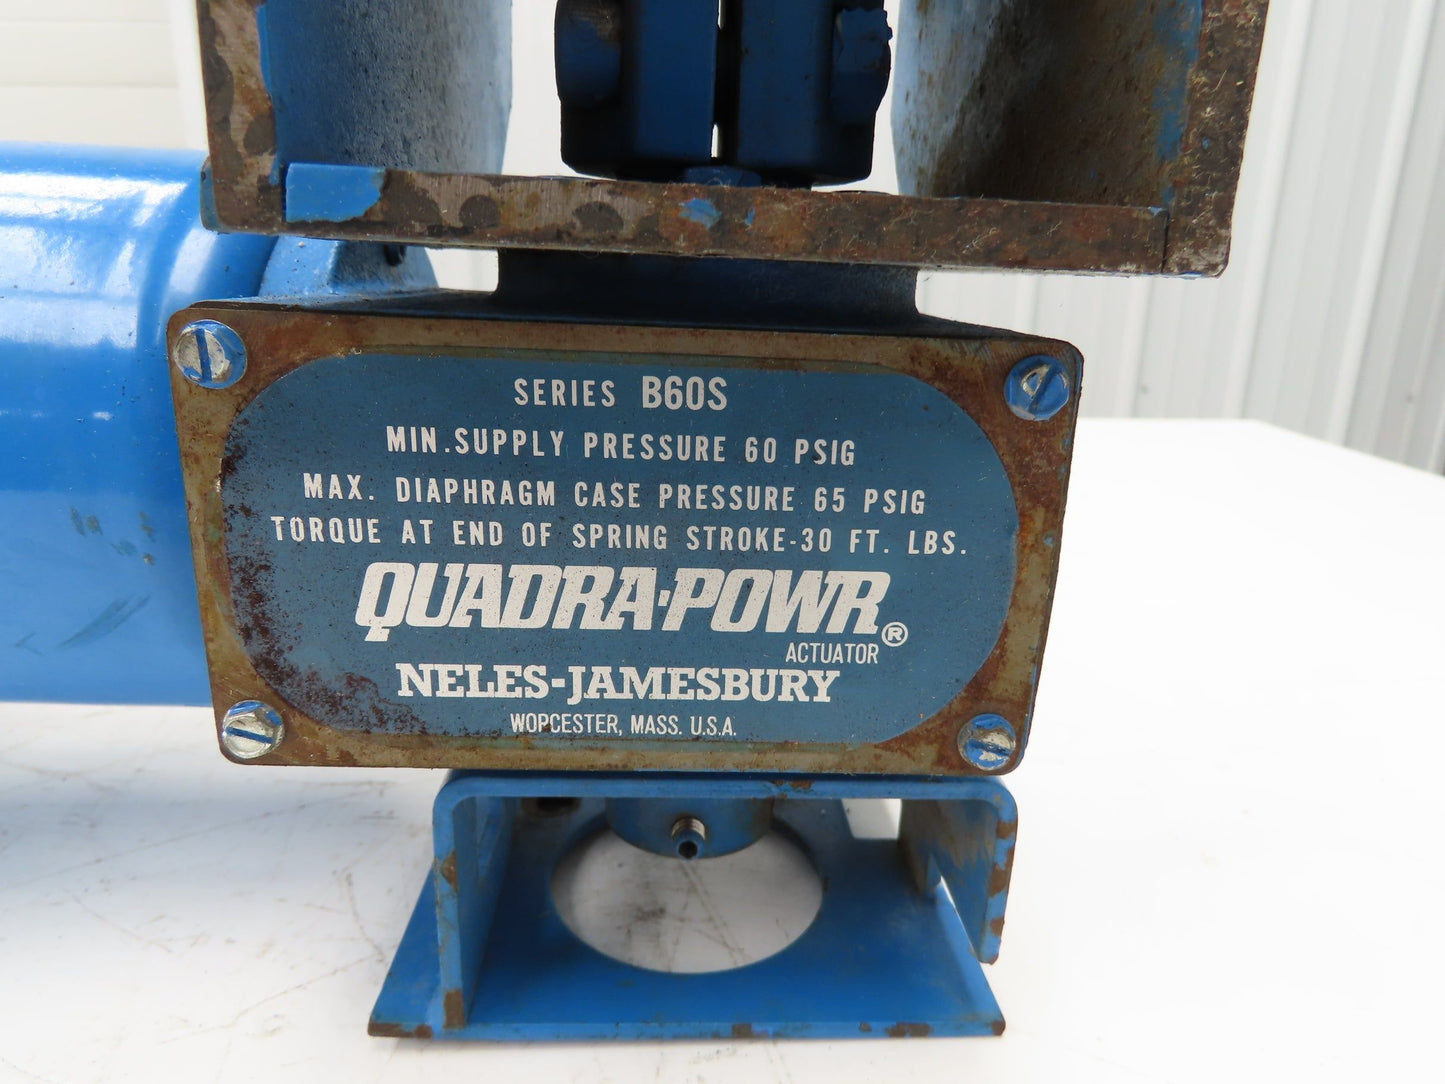 SERIES B60S
MIN. SUPPLY PRESSURE 60 PSIG
MAX. DIAPHRAGM CASE PRESSURE 65 PSIG
TORQUE AT END OF SPRING STROKE-30 FT. LBS.
QUADRA-POWR®
ACTUATOR
NELES-JAMESBURY
WORCESTER, MASS. U.S.A.